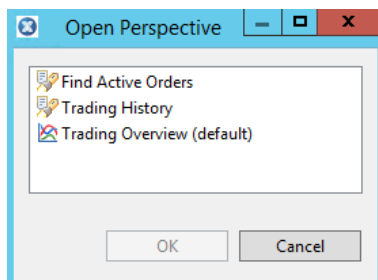 Open Perspective
Find Active Orders
Trading History
Trading Overview (default)
OK
Cancel